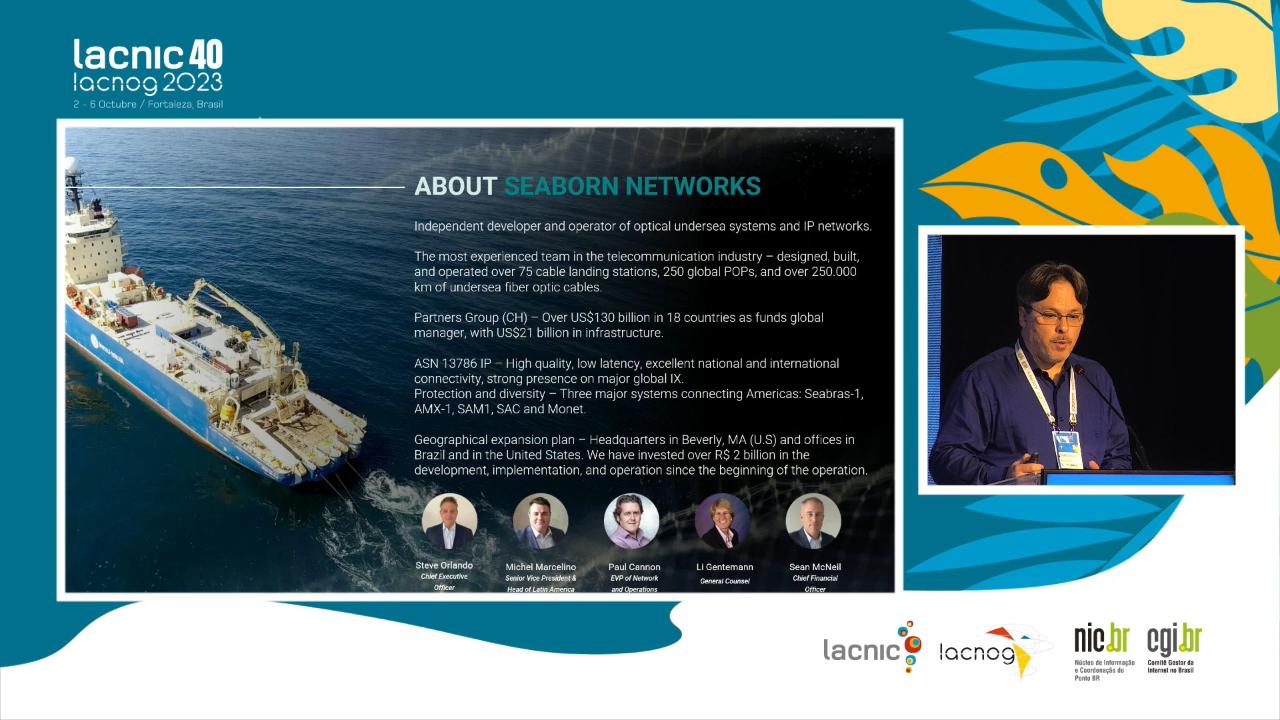 lacnic 40
lacnog 2023
2 - 6 Octubre / Fortaleza, Brasil
ABOUT SEABORN NETWORKS
Independent developer and operator of optical undersea systems and IP networks.
The most experienced team in the telecommunication industry – designed, built,
and operated over 75 cable landing stations, 250 global POPs, and over 250.000
km of undersea fiber optic cables.
Partners Group (CH) – Over US$130 billion in 18 countries as funds global
manager, with US$21 billion in infrastructure.
ASN 13786 IP – High quality, low latency, excellent national and international
connectivity, strong presence on major global IX.
Protection and diversity – Three major systems connecting Americas: Seabras-1,
AMX-1, SAM1, SAC and Monet.
Geographical expansion plan – Headquarters in Beverly, MA (U.S) and offices in
Brazil and in the United States. We have invested over R$ 2 billion in the
development, implementation, and operation since the beginning of the operation.
Steve Orlando
Chief Executive
Officer
Michel Marcelino
Senior Vice President &
Head of Latin America
Paul Cannon
EVP of Network
and Operations
Li Gentemann
General Counsel
Sean McNeil
Chief Financial
Officer
lacnic
lacnog
nic.br
Núcleo de Informação
e Coordenação do
Ponto BR
cgi.br
Comitê Gestor da
Internet no Brasil